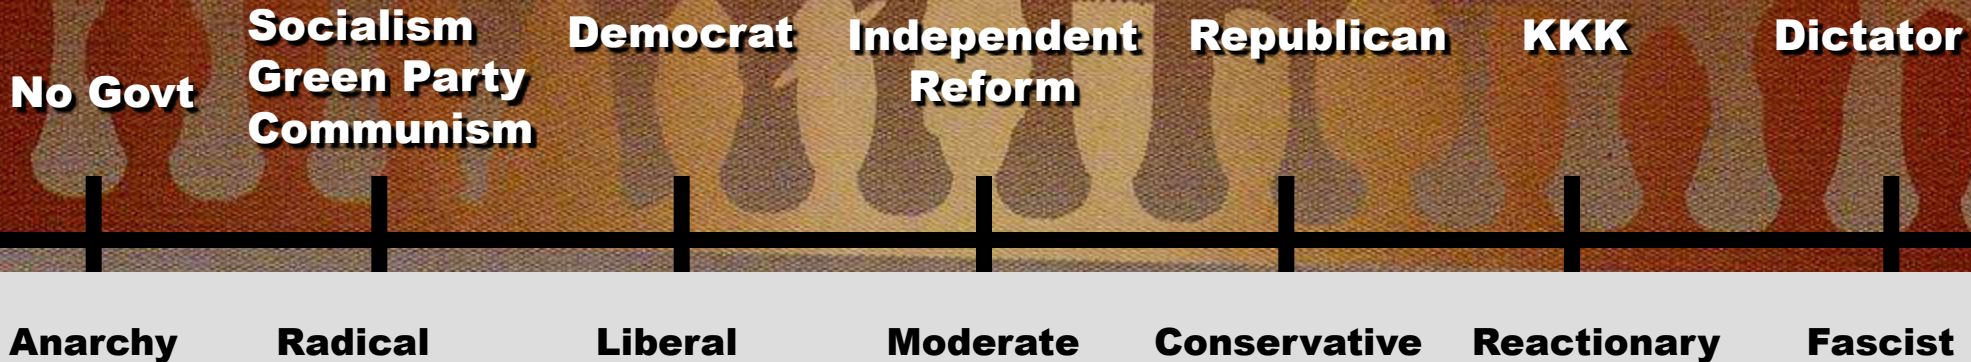 No Govt
Socialism
Green Party
Communism
Democrat
Independent
Reform
Republican
KKK
Dictator
Anarchy
Radical
Liberal
Moderate
Conservative
Reactionary
Fascist